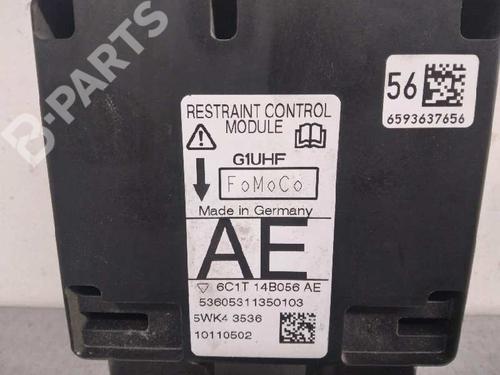 B-PARTS
56
6593637656
RESTRAINT CONTROL
MODULE
G1UHF
FoMoCo
Made in Germany
AE
6C1T 14B056 AE
53605311350103
5WK4 3536
10110502